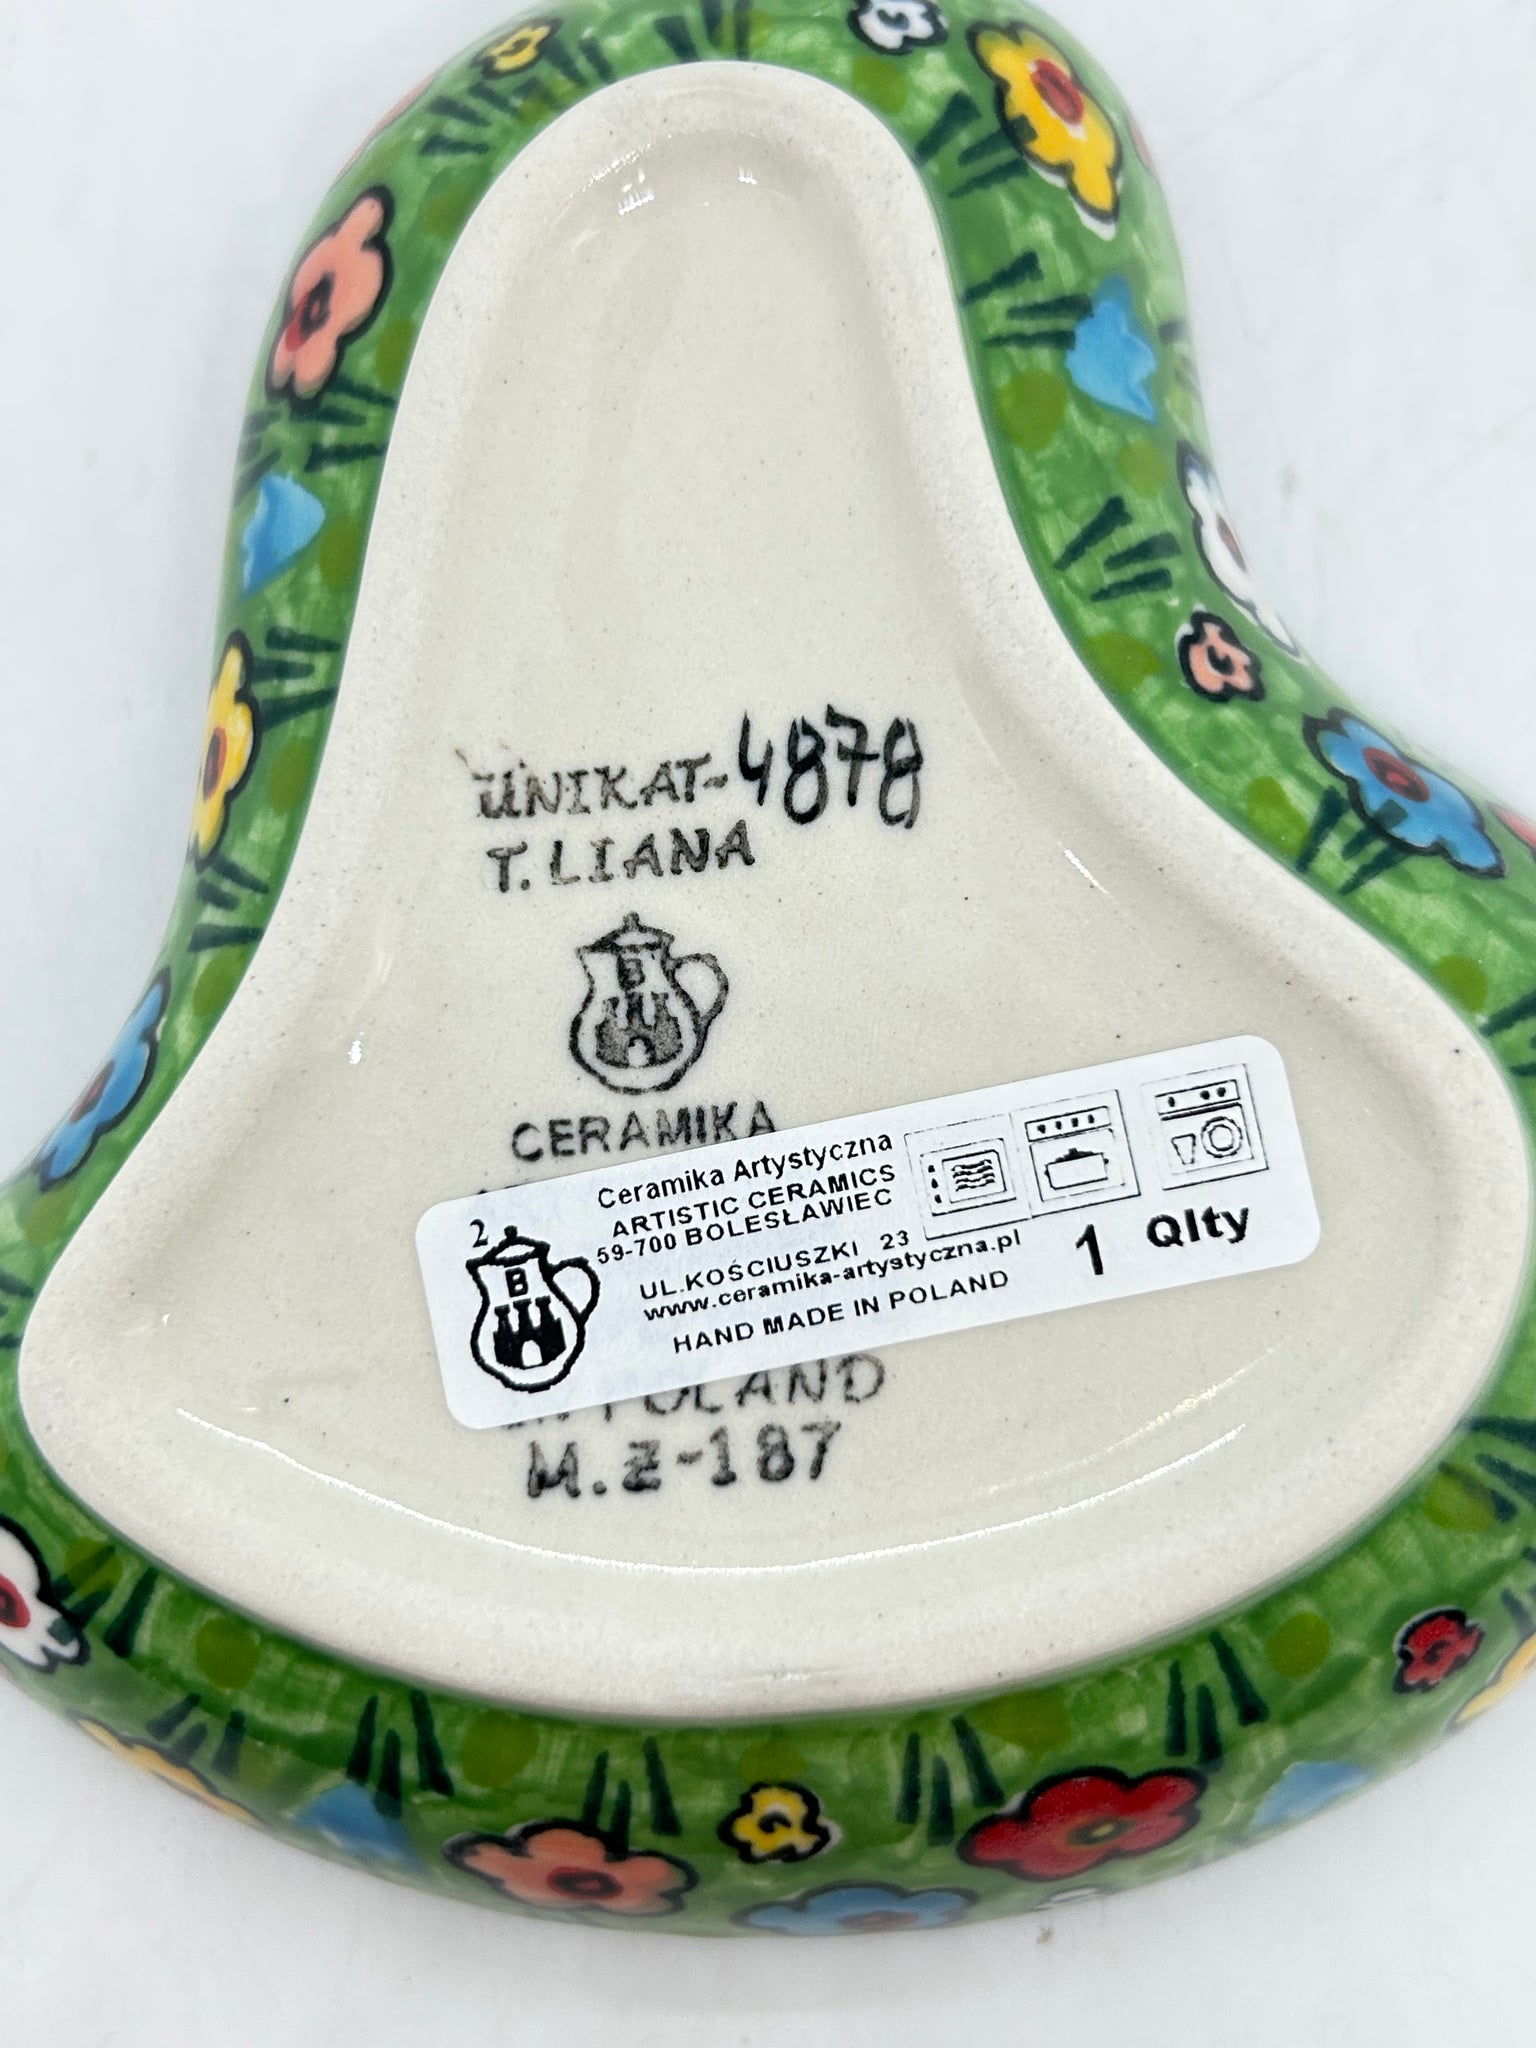 UNIKAT-4878
T. LIANA
B
CERAMIKA
2
B
Ceramika Artystyczna
ARTISTIC CERAMICS
59-700 BOLESŁAWIEC
UL.KOŚCIUSZKI 23
www.ceramika-artystyczna.pl
HAND MADE IN POLAND
1 Qlty
POLAND
M.Z-187